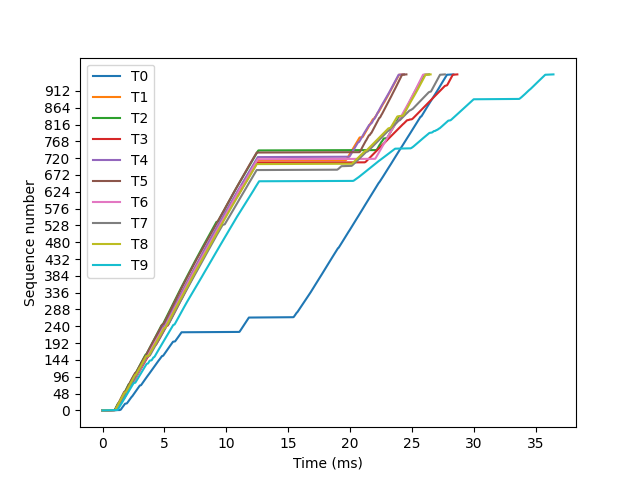 Sequence number
912
864
816
768
720
672
624
576
528
480
432
384
336
288
240
192
144
96
48
0
T0
T1
T2
T3
T4
T5
T6
T7
T8
T9
0 5 10 15 20 25 30 35
Time (ms)